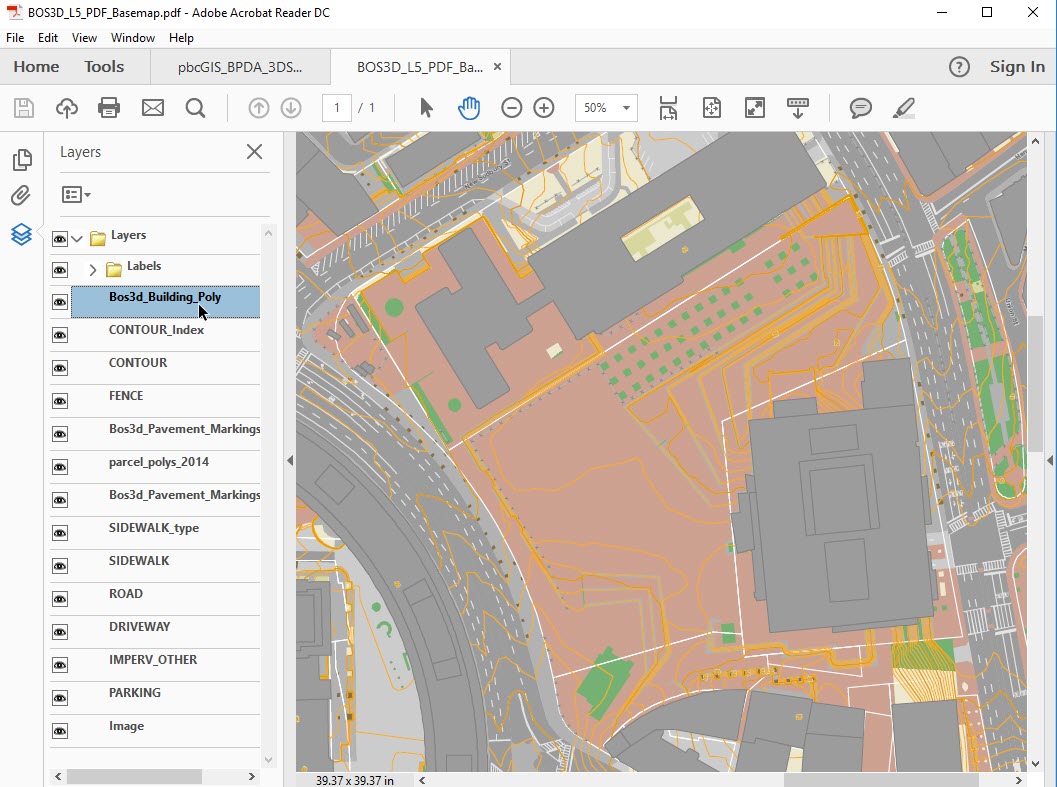 BOS3D_L5_PDF_Basemap.pdf - Adobe Acrobat Reader DC
File Edit View Window Help
Home Tools pbcGIS_BPDA_3DS... BOS3D_L5_PDF_Ba... × ? Sign In
1 / 1 50%
Layers
Layers
Labels
Bos3d_Building_Poly
CONTOUR_Index
CONTOUR
FENCE
Bos3d_Pavement_Markings
parcel_polys_2014
Bos3d_Pavement_Markings
SIDEWALK_type
SIDEWALK
ROAD
DRIVEWAY
IMPERV_OTHER
PARKING
Image
39.37 x 39.37 in